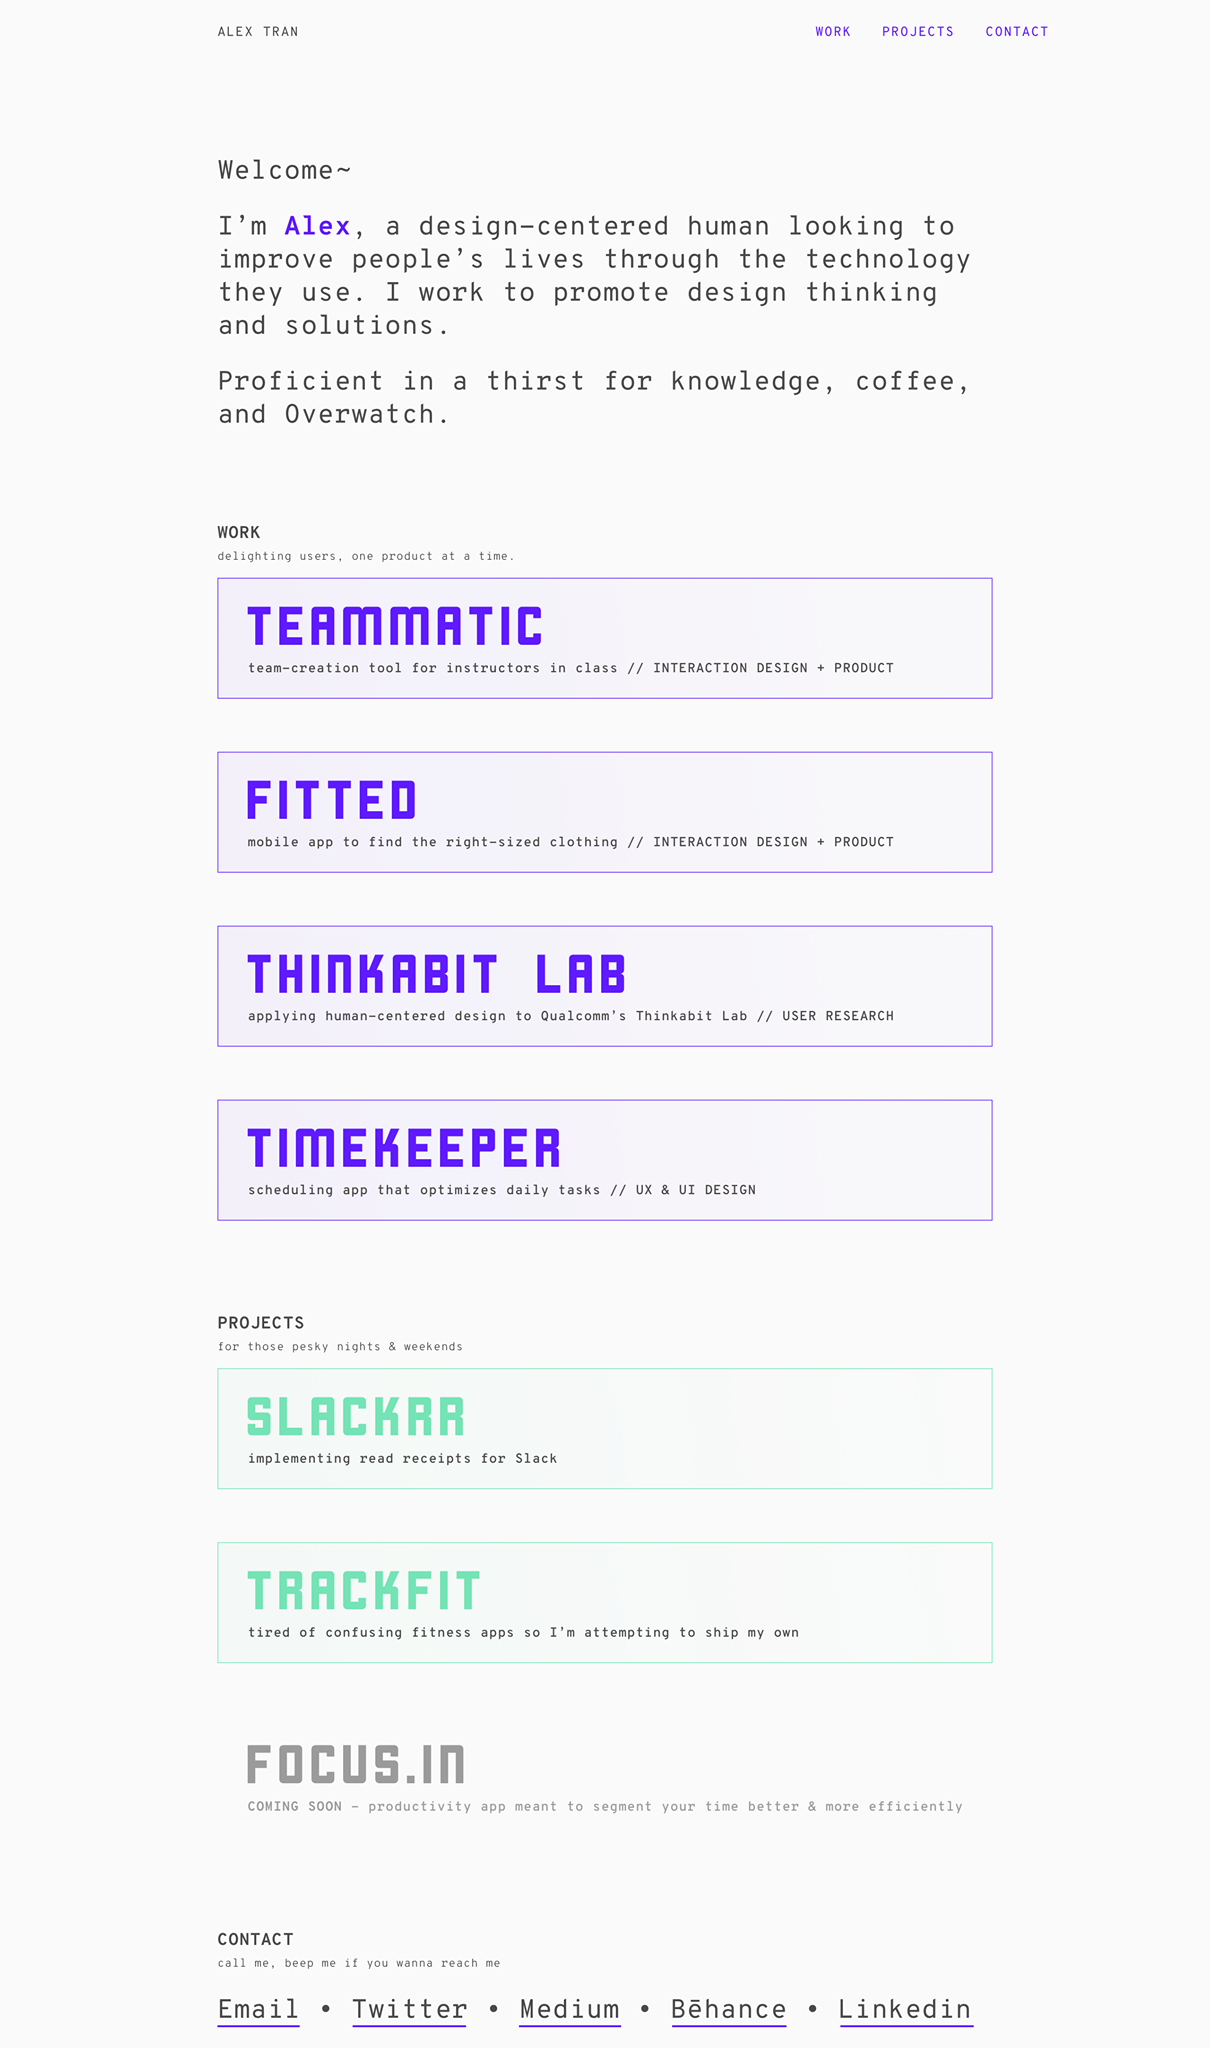 ALEX TRAN WORK PROJECTS CONTACT
Welcome~
I’m Alex, a design-centered human looking to
improve people’s lives through the technology
they use. I work to promote design thinking
and solutions.
Proficient in a thirst for knowledge, coffee,
and Overwatch.
WORK
delighting users, one product at a time.
TEAMMATIC
team-creation tool for instructors in class // INTERACTION DESIGN + PRODUCT
FITTED
mobile app to find the right-sized clothing // INTERACTION DESIGN + PRODUCT
THINKABIT LAB
applying human-centered design to Qualcomm’s Thinkabit Lab // USER RESEARCH
TIMEKEEPER
scheduling app that optimizes daily tasks // UX & UI DESIGN
PROJECTS
for those pesky nights & weekends
SLACKRR
implementing read receipts for Slack
TRACKFIT
tired of confusing fitness apps so I’m attempting to ship my own
FOCUS.IN
COMING SOON - productivity app meant to segment your time better & more efficiently
CONTACT
call me, beep me if you wanna reach me
Email • Twitter • Medium • Bēhance • Linkedin